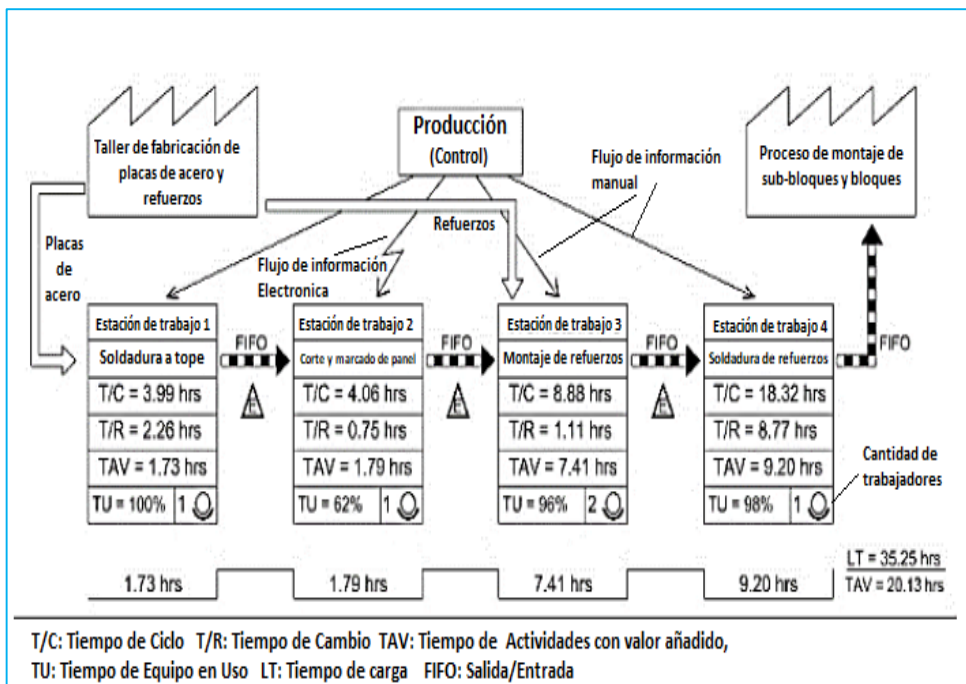 Taller de fabricación de
placas de acero y
refuerzos
Producción
(Control)
Flujo de información
manual
Proceso de montaje de
sub-bloques y bloques
Placas
de
acero
Refuerzos
Flujo de información
Electronica
Estación de trabajo 1
Soldadura a tope
T/C = 3.99 hrs
T/R = 2.26 hrs
TAV = 1.73 hrs
TU = 100% 1
FIFO
E
Estación de trabajo 2
Corte y marcado de panel
T/C = 4.06 hrs
T/R = 0.75 hrs
TAV = 1.79 hrs
TU = 62% 1
FIFO
E
Estación de trabajo 3
Montaje de refuerzos
T/C = 8.88 hrs
T/R = 1.11 hrs
TAV = 7.41 hrs
TU = 96% 2
FIFO
E
Estación de trabajo 4
Soldadura de refuerzos
T/C = 18.32 hrs
T/R = 8.77 hrs
TAV = 9.20 hrs
TU = 98% 1
FIFO
Cantidad de
trabajadores
1.73 hrs
1.79 hrs
7.41 hrs
9.20 hrs
LT = 35.25 hrs
TAV = 20.13 hrs
T/C: Tiempo de Ciclo T/R: Tiempo de Cambio TAV: Tiempo de Actividades con valor añadido,
TU: Tiempo de Equipo en Uso LT: Tiempo de carga FIFO: Salida/Entrada